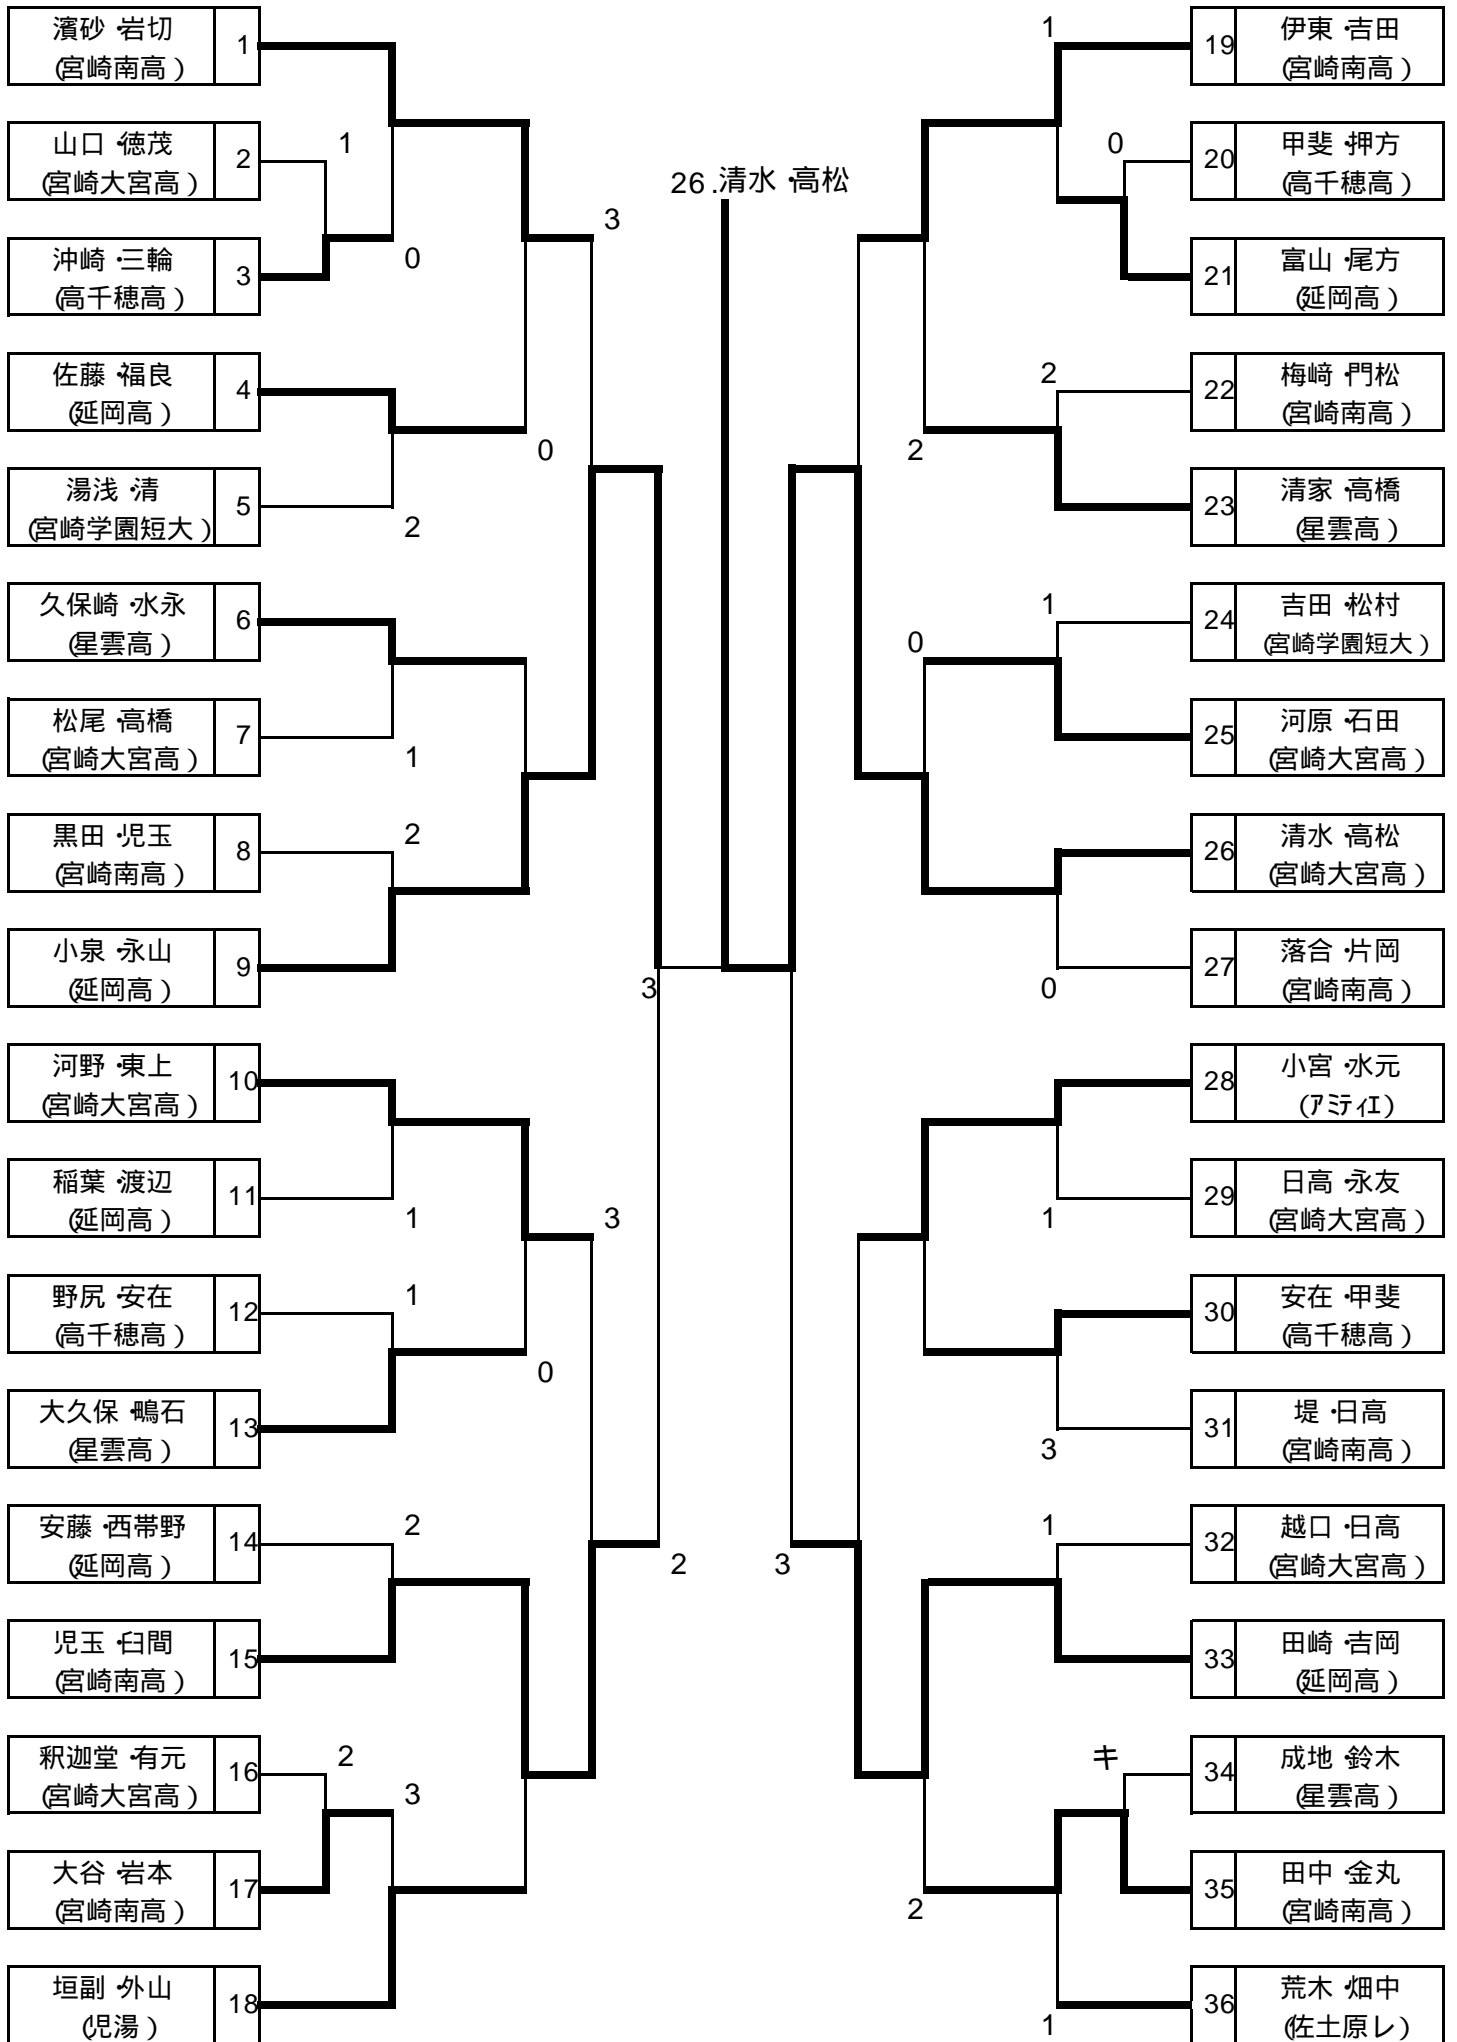 濱砂・岩切
(宮崎南高)
1
山口・徳茂
(宮崎大宮高)
2
1
沖崎・三輪
(高千穂高)
3
0
3
佐藤・福良
(延岡高)
4
0
湯浅・清
(宮崎学園短大)
5
2
久保崎・水永
(星雲高)
6
松尾・高橋
(宮崎大宮高)
7
1
黒田・児玉
(宮崎南高)
8
2
小泉・永山
(延岡高)
9
3
河野・東上
(宮崎大宮高)
10
稲葉・渡辺
(延岡高)
11
1
3
野尻・安在
(高千穂高)
12
1
0
大久保・鴫石
(星雲高)
13
安藤・西帯野
(延岡高)
14
2
2
児玉・臼間
(宮崎南高)
15
釈迦堂・有元
(宮崎大宮高)
16
2
3
大谷・岩本
(宮崎南高)
17
垣副・外山
(児湯)
18
26.清水・高松
1
19
伊東・吉田
(宮崎南高)
0
20
甲斐・押方
(高千穂高)
21
富山・尾方
(延岡高)
2
22
梅﨑・門松
(宮崎南高)
2
23
清家・高橋
(星雲高)
1
24
吉田・松村
(宮崎学園短大)
0
25
河原・石田
(宮崎大宮高)
26
清水・高松
(宮崎大宮高)
27
落合・片岡
(宮崎南高)
0
28
小宮・水元
(アミティエ)
29
日高・永友
(宮崎大宮高)
1
30
安在・甲斐
(高千穂高)
31
堤・日高
(宮崎南高)
3
1
32
越口・日高
(宮崎大宮高)
3
33
田崎・吉岡
(延岡高)
キ
34
成地・鈴木
(星雲高)
35
田中・金丸
(宮崎南高)
2
36
荒木・畑中
(佐土原レ)
1